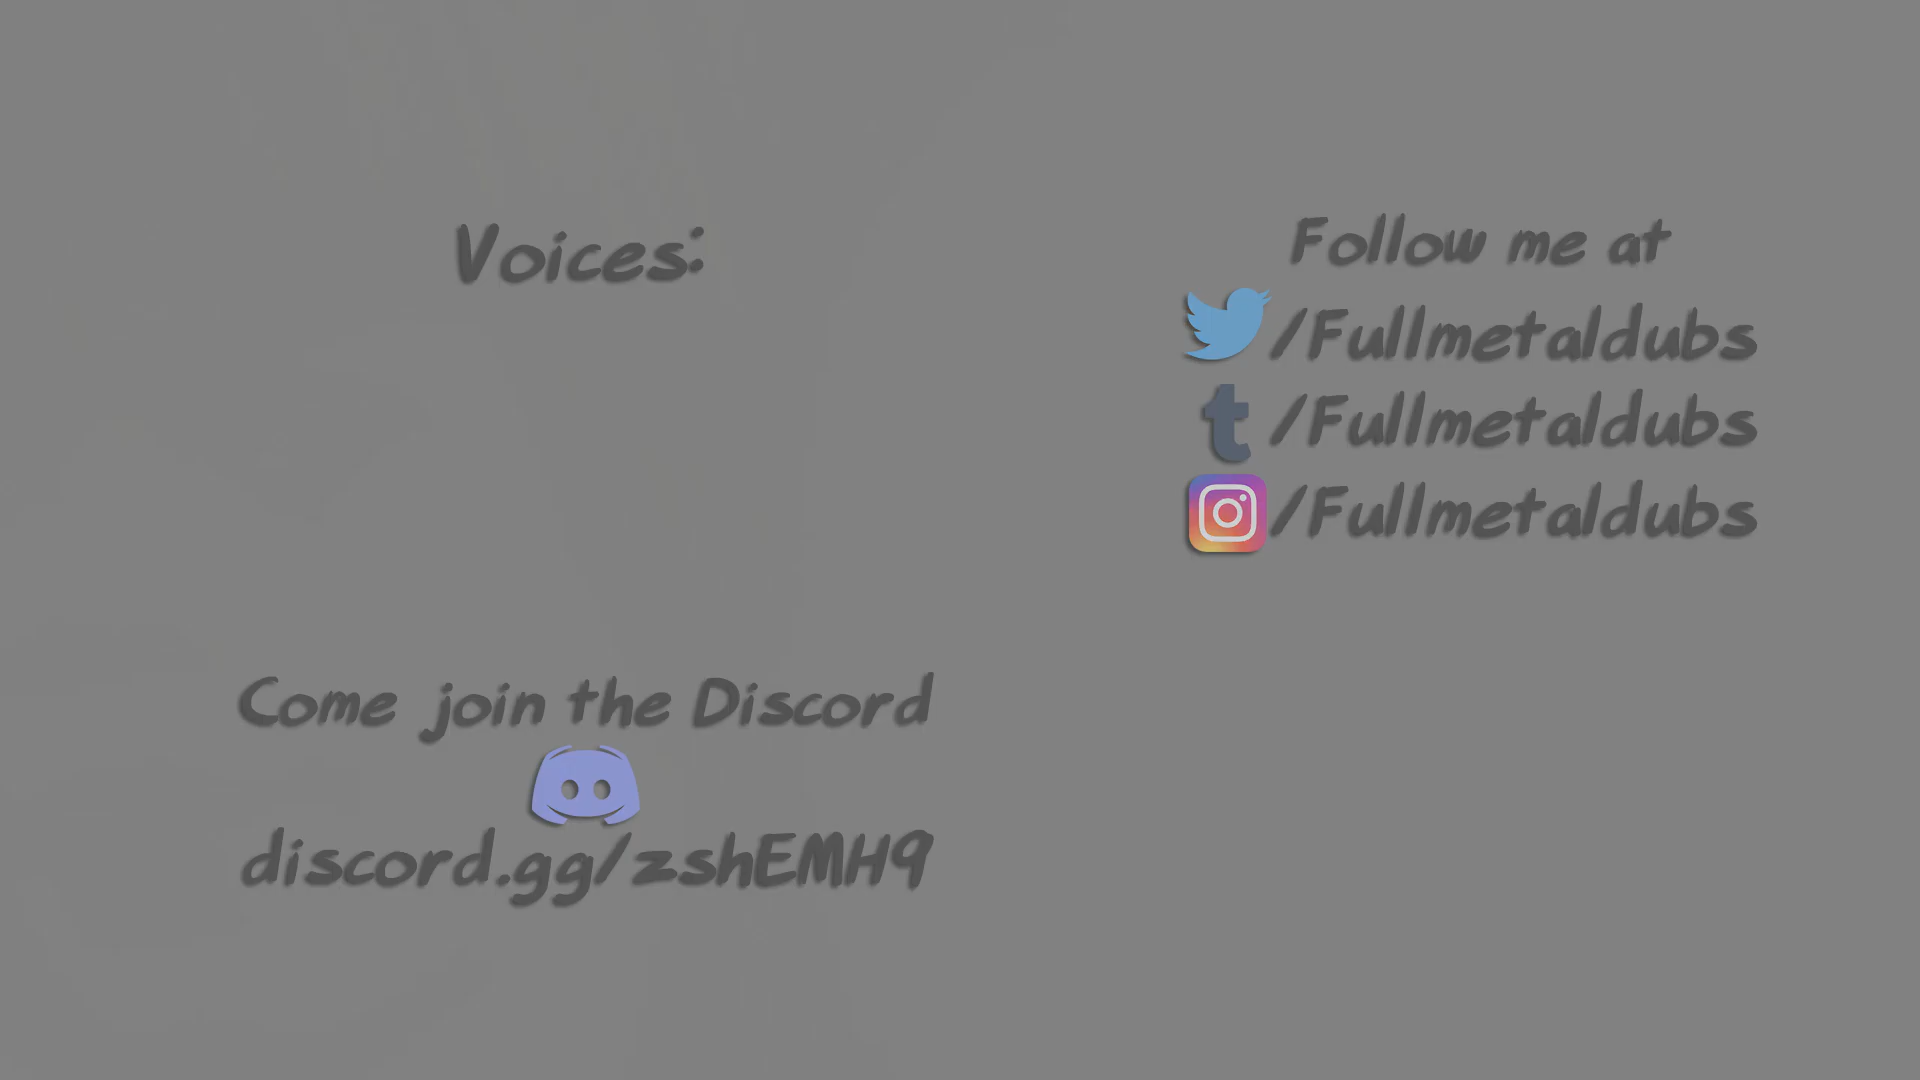 Voices:
Follow me at
/Fullmetaldubs
/Fullmetaldubs
/Fullmetaldubs
Come join the Discord
discord.gg/zshEMH9